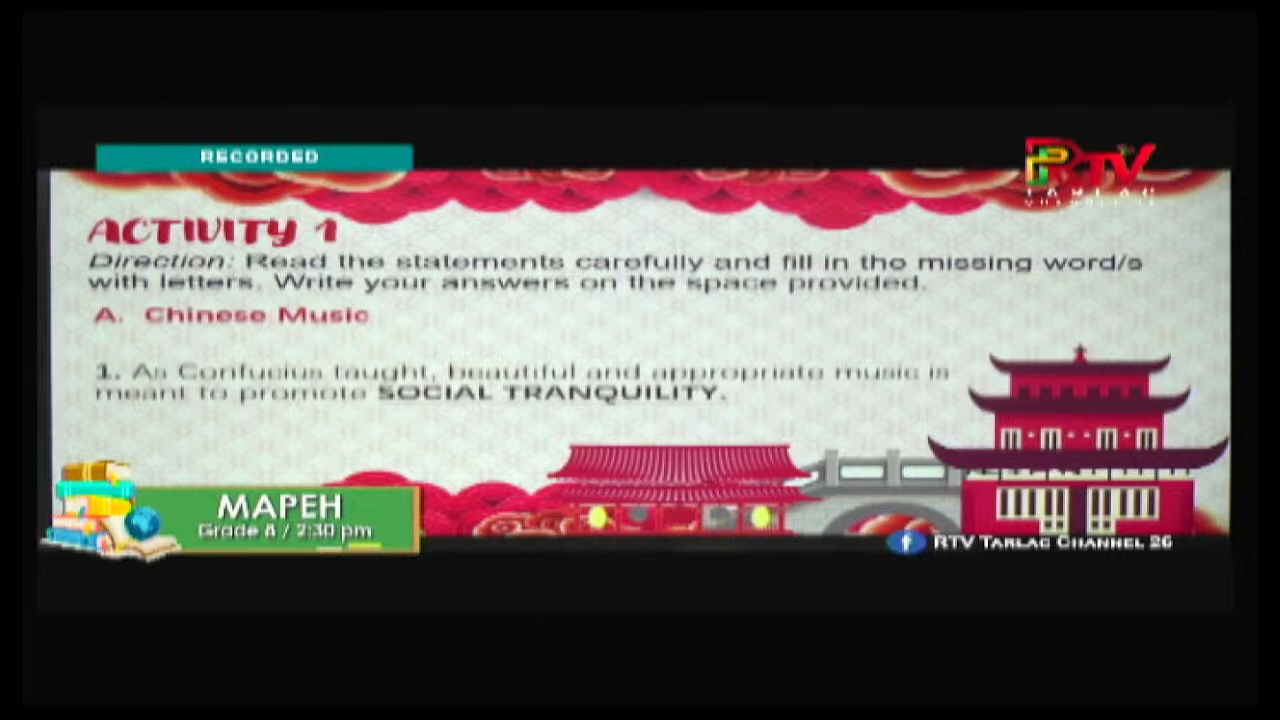 RECORDED
RTV
TARLAC
ACTIVITY 1
Direction: Read the statements carefully and fill in the missing word/s
with letters. Write your answers on the space provided.
A. Chinese Music
1. As Confucius taught, beautiful and appropriate music is
meant to promote SOCIAL TRANQUILITY.
MAPEH
Grade 8 / 2:30 pm
RTV TARLAC CHANNEL 26